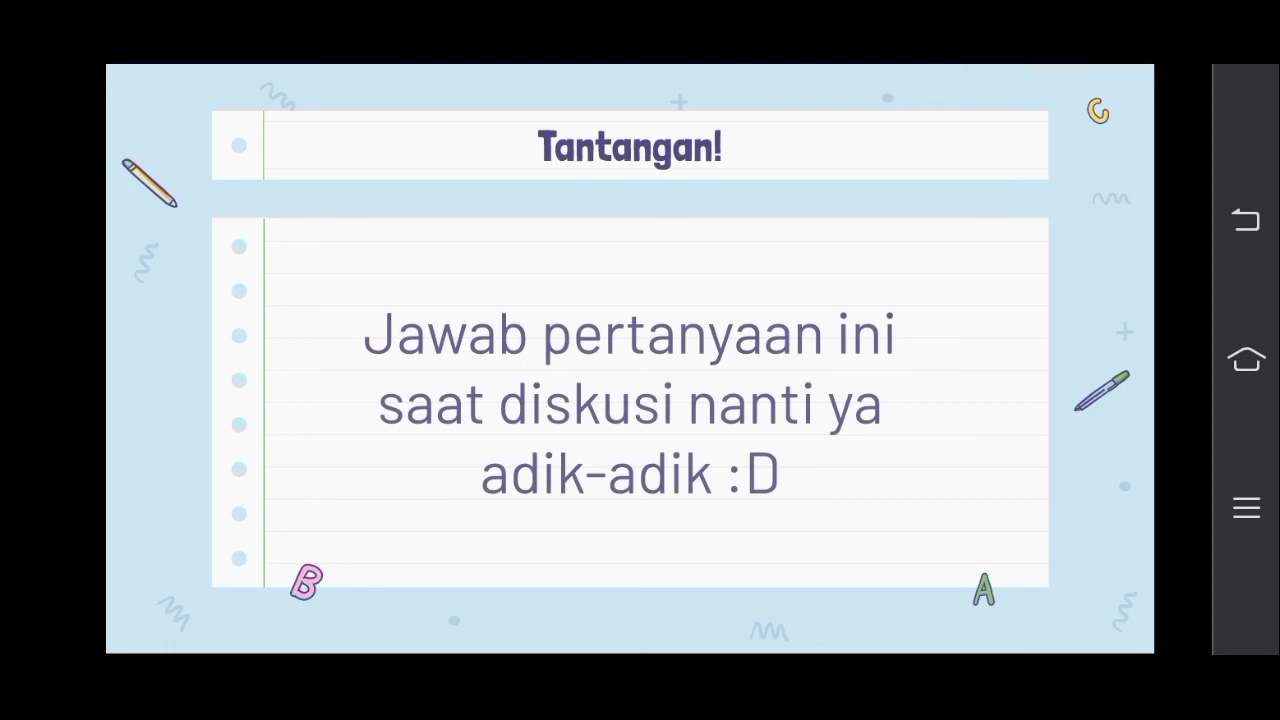 Tantangan!
Jawab pertanyaan ini
saat diskusi nanti ya
adik-adik :D
C
B
A